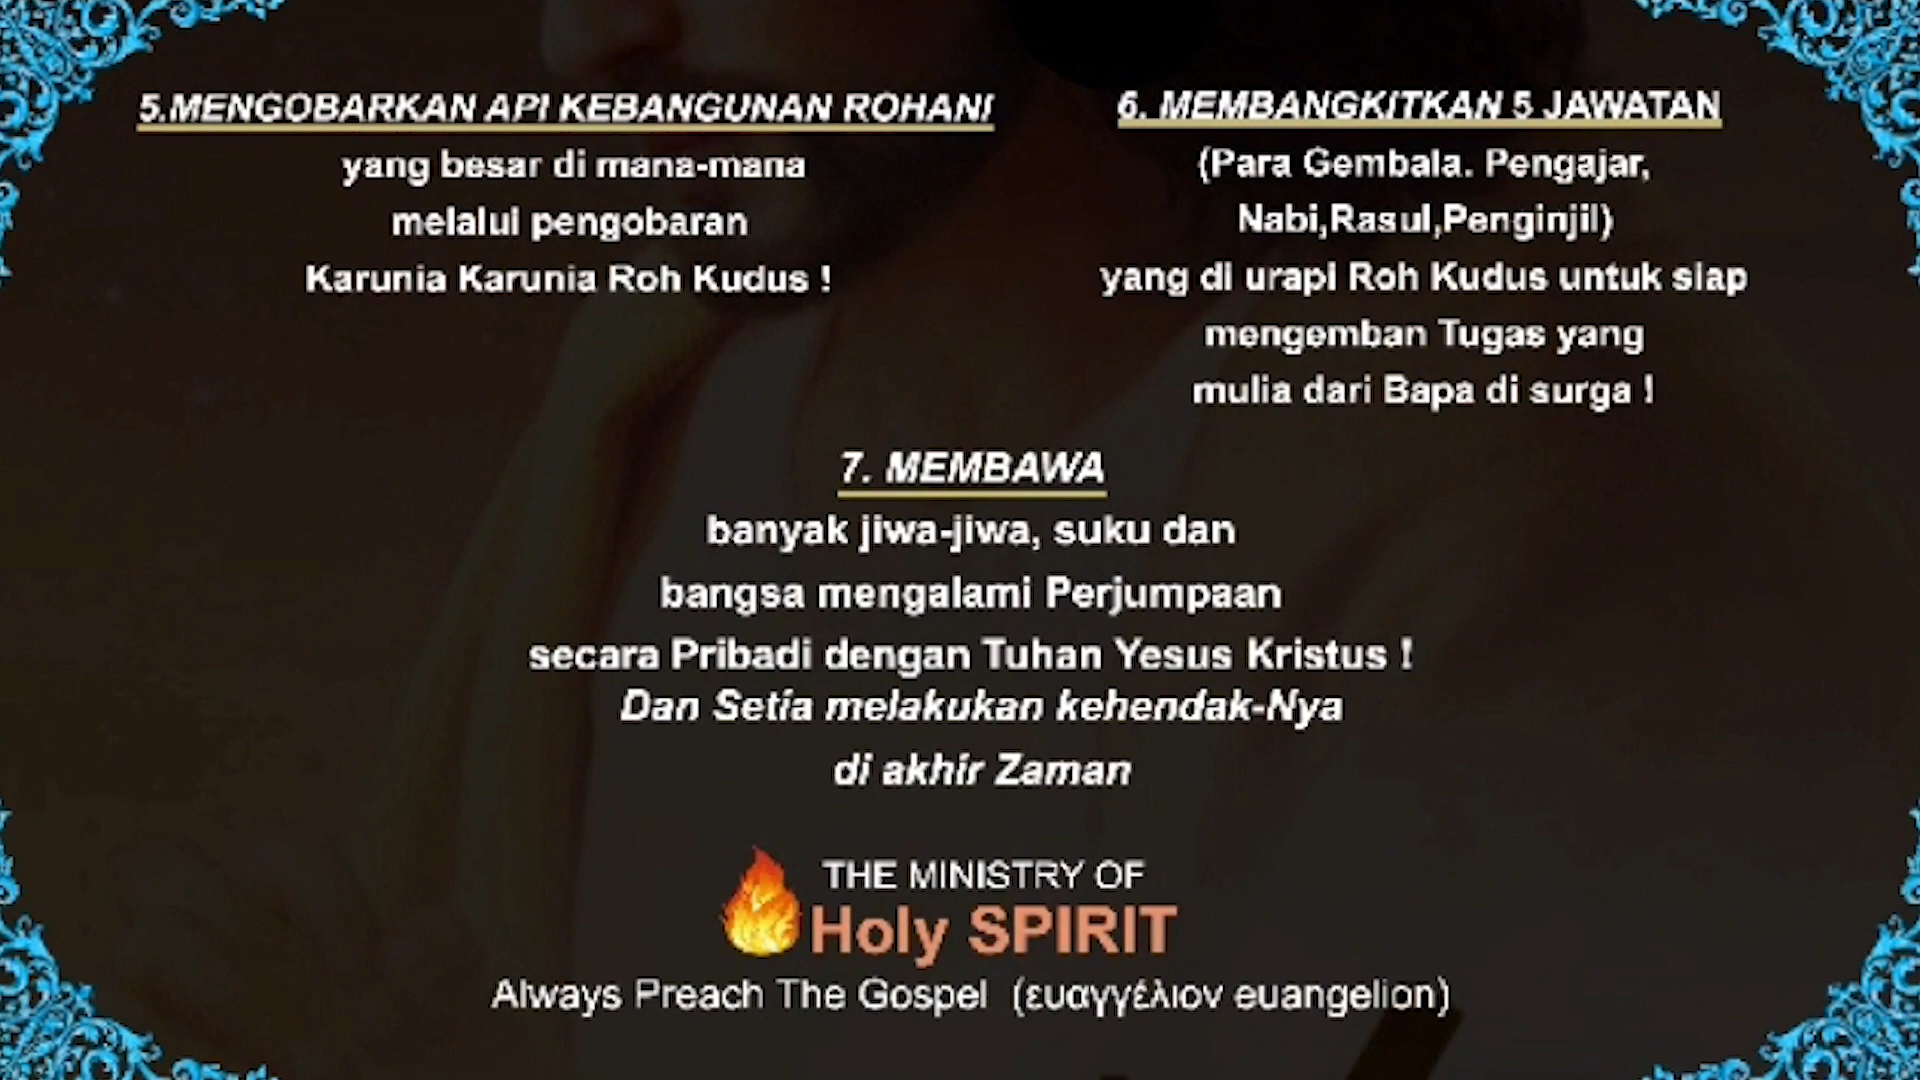 5.MENGOBARKAN API KEBANGUNAN ROHANI
yang besar di mana-mana
melalui pengobaran
Karunia Karunia Roh Kudus !
6. MEMBANGKITKAN 5 JAWATAN
(Para Gembala. Pengajar,
Nabi,Rasul,Penginjil)
yang di urapi Roh Kudus untuk siap
mengemban Tugas yang
mulia dari Bapa di surga !
7. MEMBAWA
banyak jiwa-jiwa, suku dan
bangsa mengalami Perjumpaan
secara Pribadi dengan Tuhan Yesus Kristus !
Dan Setia melakukan kehendak-Nya
di akhir Zaman
THE MINISTRY OF
Holy SPIRIT
Always Preach The Gospel (ευαγγέλιον euangelion)